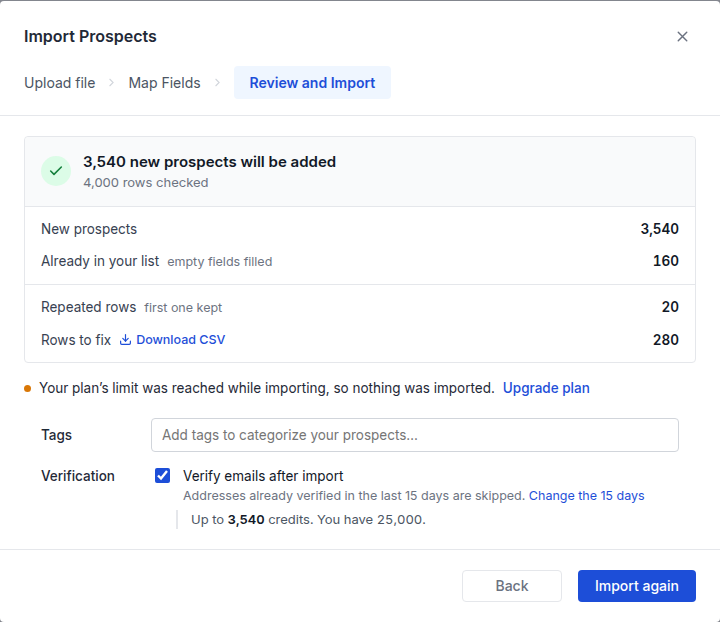 Import Prospects
Upload file
Map Fields
Review and Import
3,540 new prospects will be added
4,000 rows checked
New prospects 3,540
Already in your list empty fields filled 160
Repeated rows first one kept 20
Rows to fix Download CSV 280
Your plan’s limit was reached while importing, so nothing was imported. Upgrade plan
Tags Add tags to categorize your prospects...
Verification Verify emails after import
Addresses already verified in the last 15 days are skipped. Change the 15 days
Up to 3,540 credits. You have 25,000.
Back Import again